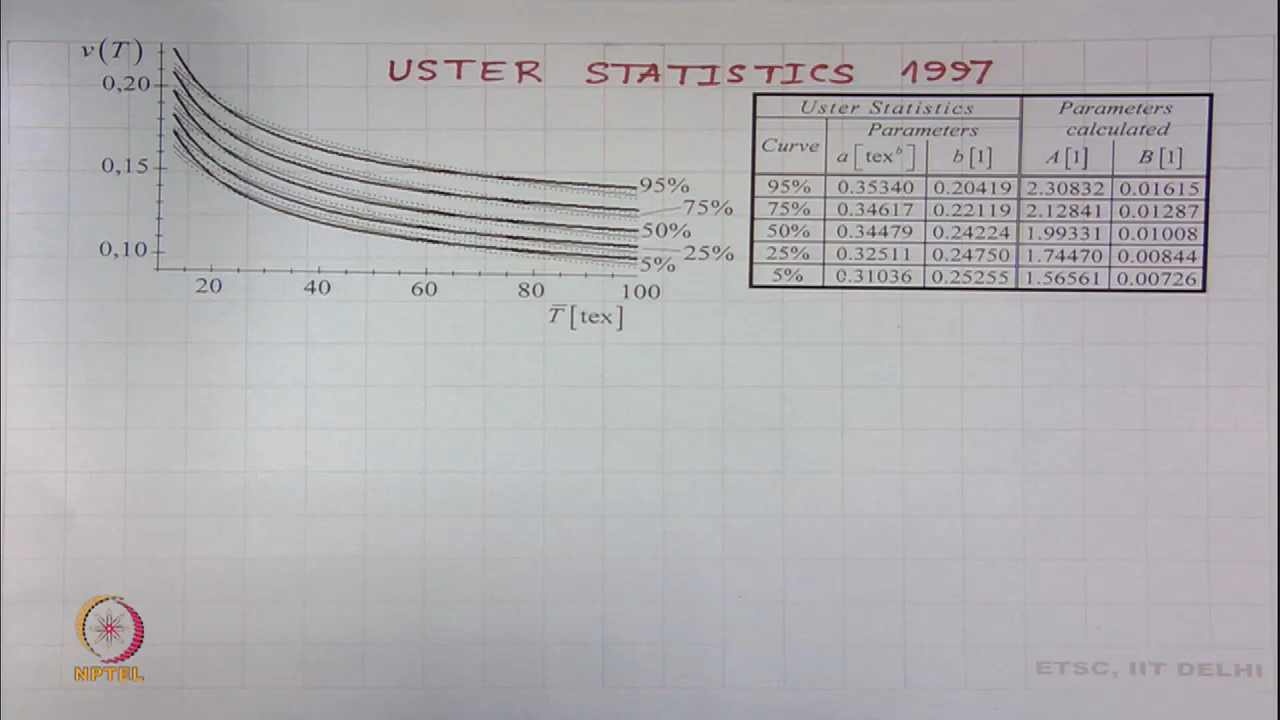 USTER STATISTICS 1997
v(T)
0,20
0,15
0,10
20 40 60 80 100
T̅ [tex]
95%
75%
50%
25%
5%
Uster Statistics Parameters calculated
Curve Parameters
a [tex^b] b [1] A [1] B [1]
95% 0.35340 0.20419 2.30832 0.01615
75% 0.34617 0.22119 2.12841 0.01287
50% 0.34479 0.24224 1.99331 0.01008
25% 0.32511 0.24750 1.74470 0.00844
5% 0.31036 0.25255 1.56561 0.00726
NPTEL
ETSC, IIT DELHI